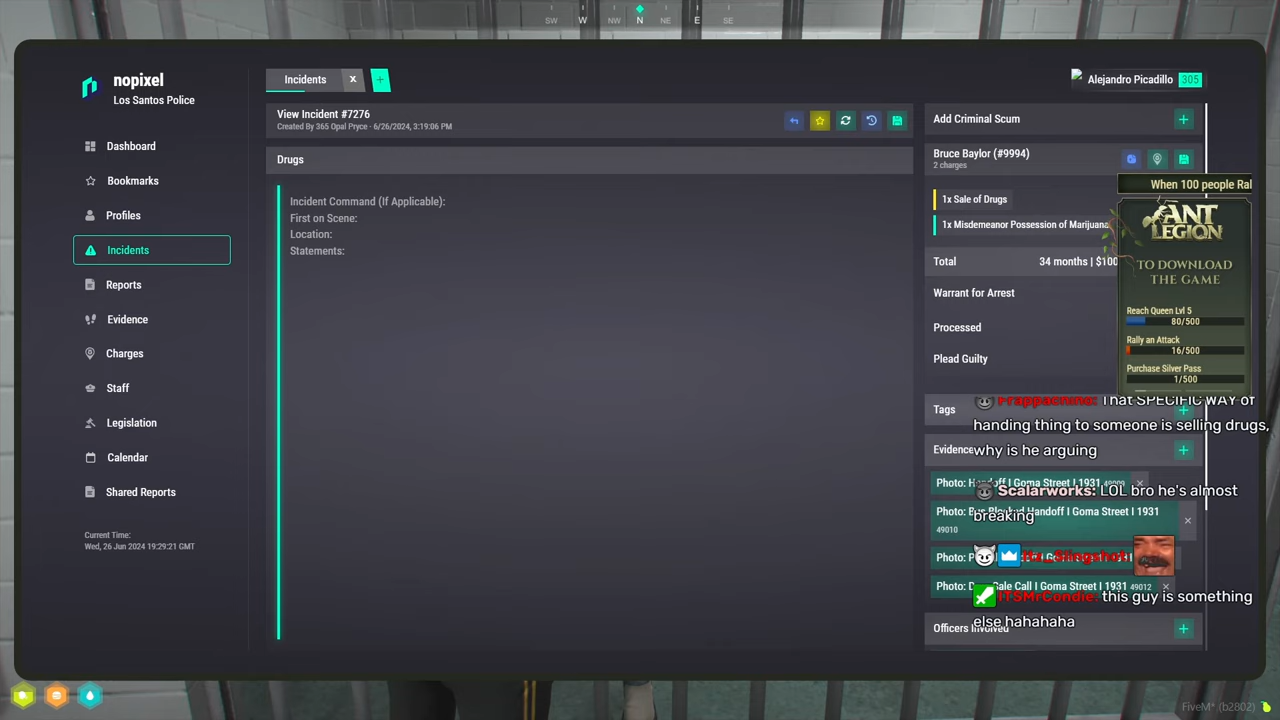 SW W NW N NE E SE
nopixel
Los Santos Police
Dashboard
Bookmarks
Profiles
Incidents
Reports
Evidence
Charges
Staff
Legislation
Calendar
Shared Reports
Current Time:
Wed, 26 Jun 2024 19:29:21 GMT
Incidents x +
View Incident #7276
Created By 365 Opal Pryce - 6/26/2024, 3:19:06 PM
Drugs
Incident Command (If Applicable):
First on Scene:
Location:
Statements:
Alejandro Picadillo 305
Add Criminal Scum
Bruce Baylor (#9994)
2 charges
1x Sale of Drugs
1x Misdemeanor Possession of Marijuana
Total 34 months | $100
Warrant for Arrest
Processed
Plead Guilty
Tags
Evidence
Photo: Handoff | Goma Street | 1931 49009
Photo: Bus Blocked Handoff | Goma Street | 1931
49010
Photo:
Sale Call | Goma Street | 1931 49012
Officers Involved
When 100 people Ral
ANT
LEGION
TO DOWNLOAD
THE GAME
Reach Queen Lvl 5
80/500
Rally an Attack
16/500
Purchase Silver Pass
1/500
Frappachino: That SPECIFIC WAY of
handing thing to someone is selling drugs,
why is he arguing
Scalarworks: LOL bro he's almost
breaking
ITSMrCondie: this guy is something
else hahahaha
FiveM* (b2802)